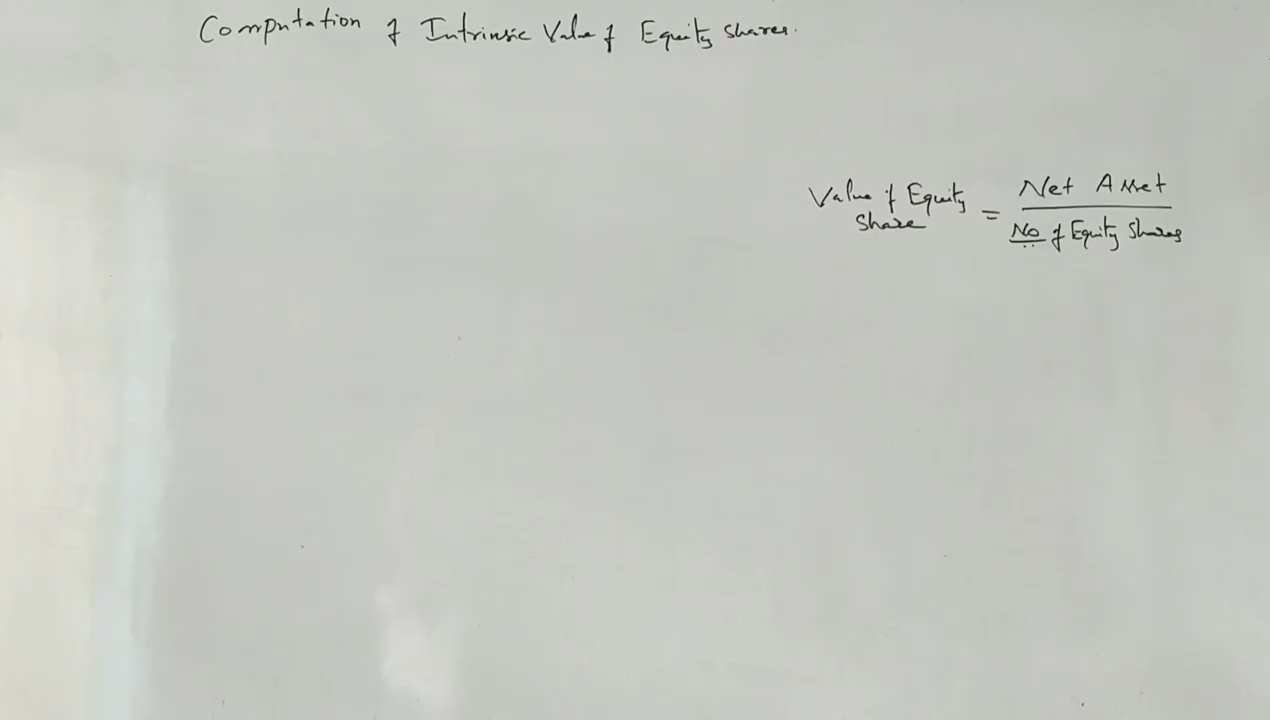 Computation of Intrinsic Value of Equity Shares.
Value of Equity Share = Net Asset / No of Equity Shares